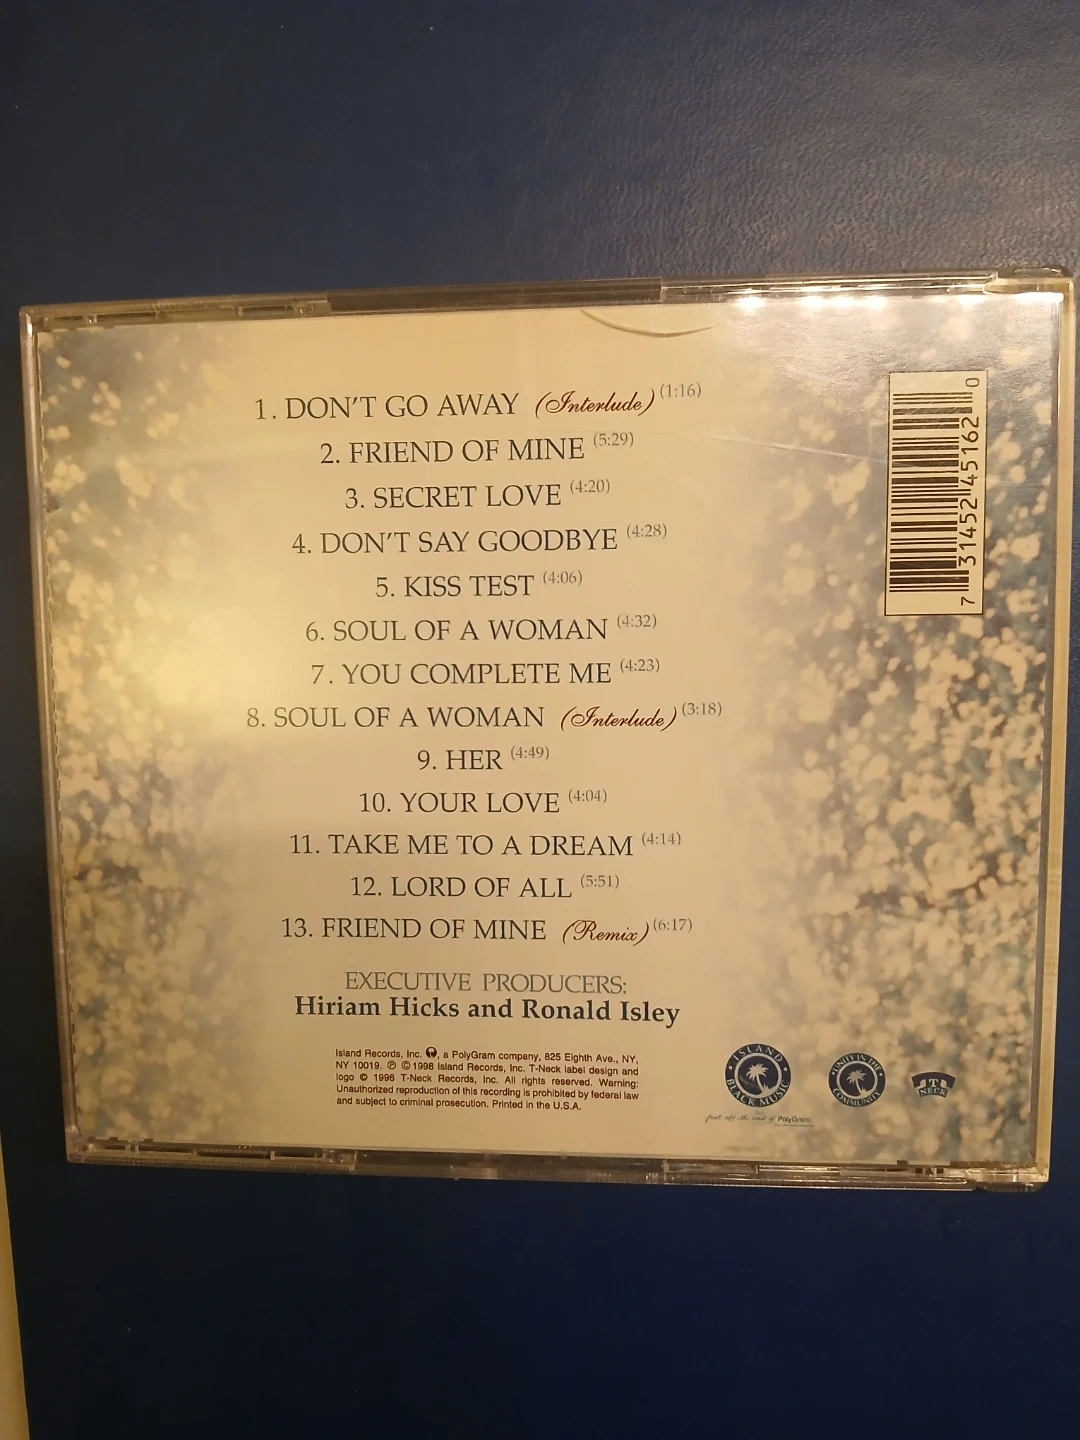 1. DON'T GO AWAY (Interlude) (1:16)
2. FRIEND OF MINE (5:29)
3. SECRET LOVE (4:20)
4. DON'T SAY GOODBYE (4:28)
5. KISS TEST (4:06)
6. SOUL OF A WOMAN (4:32)
7. YOU COMPLETE ME (4:23)
8. SOUL OF A WOMAN (Interlude) (3:18)
9. HER (4:49)
10. YOUR LOVE (4:04)
11. TAKE ME TO A DREAM (4:14)
12. LORD OF ALL (5:51)
13. FRIEND OF MINE (Remix) (6:17)
EXECUTIVE PRODUCERS:
Hiriam Hicks and Ronald Isley
Island Records, Inc. , a PolyGram company, 825 Eighth Ave., NY,
NY 10019. ℗ © 1998 Island Records, Inc. T-Neck label design and
logo © 1996 T-Neck Records, Inc. All rights reserved. Warning:
Unauthorized reproduction of this recording is prohibited by federal law
and subject to criminal prosecution. Printed in the U.S.A.
7 31452 45162 0
ISLAND
BLACK MUSIC
UNITY IN THE
COMMUNITY
T
NECK
PolyGram